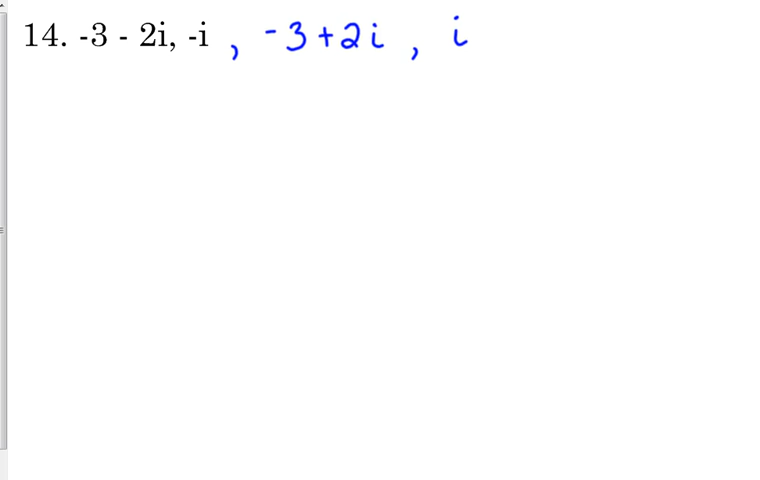 14. -3 - 2i, -i , -3+2i , i